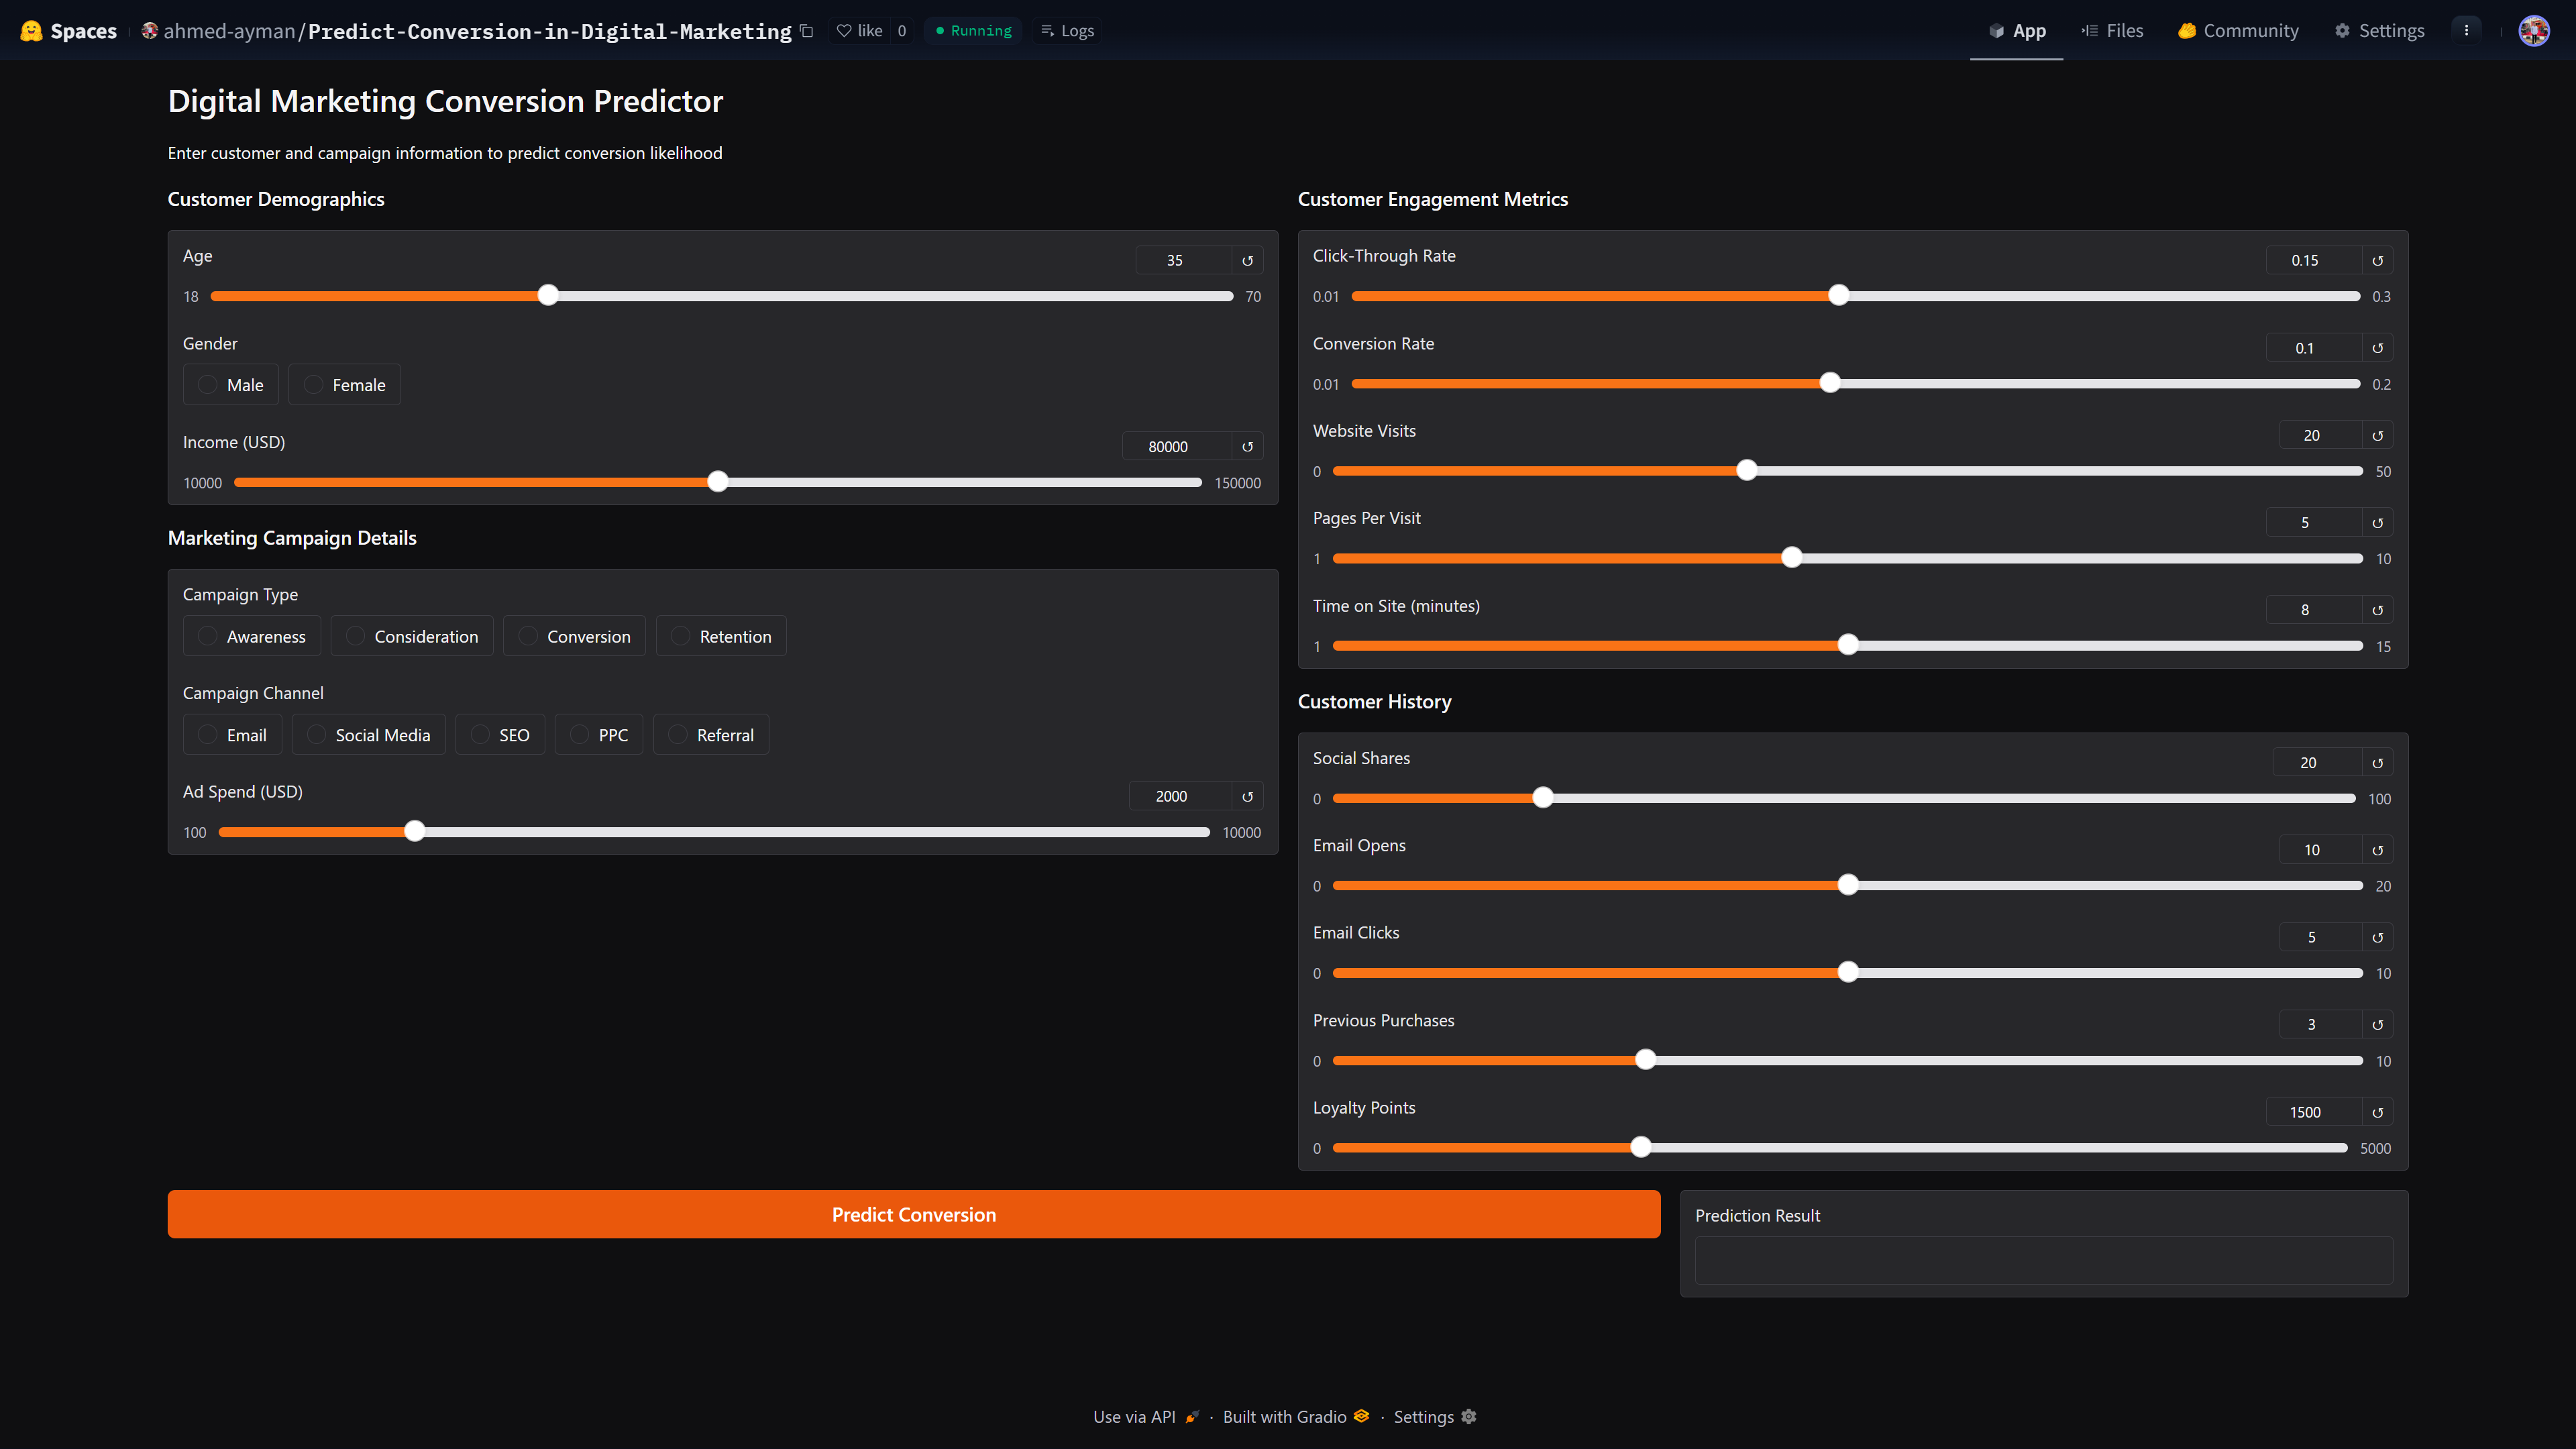 Spaces ahmed-ayman/Predict-Conversion-in-Digital-Marketing like 0 Running Logs App Files Community Settings
Digital Marketing Conversion Predictor
Enter customer and campaign information to predict conversion likelihood
Customer Demographics
Age 35
18 70
Gender
Male Female
Income (USD) 80000
10000 150000
Marketing Campaign Details
Campaign Type
Awareness Consideration Conversion Retention
Campaign Channel
Email Social Media SEO PPC Referral
Ad Spend (USD) 2000
100 10000
Customer Engagement Metrics
Click-Through Rate 0.15
0.01 0.3
Conversion Rate 0.1
0.01 0.2
Website Visits 20
0 50
Pages Per Visit 5
1 10
Time on Site (minutes) 8
1 15
Customer History
Social Shares 20
0 100
Email Opens 10
0 20
Email Clicks 5
0 10
Previous Purchases 3
0 10
Loyalty Points 1500
0 5000
Predict Conversion
Prediction Result
Use via API · Built with Gradio · Settings